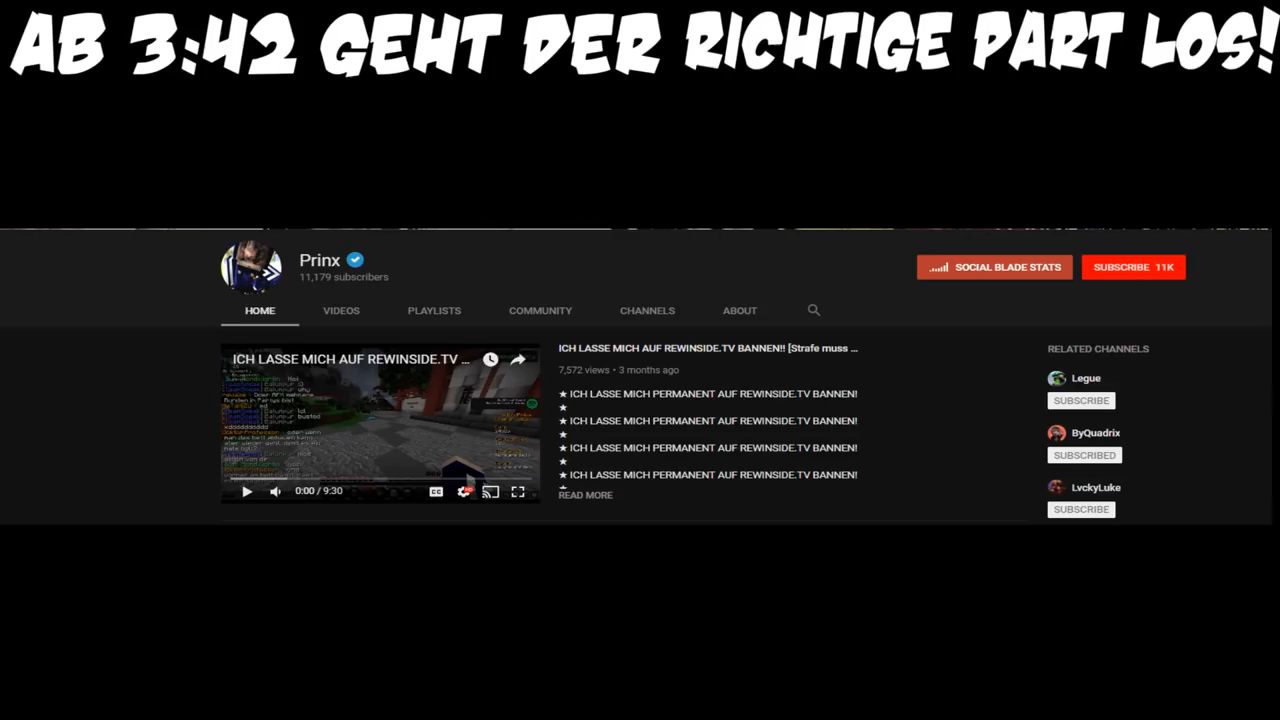 AB 3:42 GEHT DER RICHTIGE PART LOS!
Prinx
11,179 subscribers
SOCIAL BLADE STATS
SUBSCRIBE 11K
HOME VIDEOS PLAYLISTS COMMUNITY CHANNELS ABOUT
ICH LASSE MICH AUF REWINSIDE.TV ...
0:00 / 9:30
ICH LASSE MICH AUF REWINSIDE.TV BANNEN!! [Strafe muss ...
7,572 views • 3 months ago
★ ICH LASSE MICH PERMANENT AUF REWINSIDE.TV BANNEN!
★
★ ICH LASSE MICH PERMANENT AUF REWINSIDE.TV BANNEN!
★
★ ICH LASSE MICH PERMANENT AUF REWINSIDE.TV BANNEN!
★
★ ICH LASSE MICH PERMANENT AUF REWINSIDE.TV BANNEN!
READ MORE
RELATED CHANNELS
Legue
SUBSCRIBE
ByQuadrix
SUBSCRIBED
LvckyLuke
SUBSCRIBE